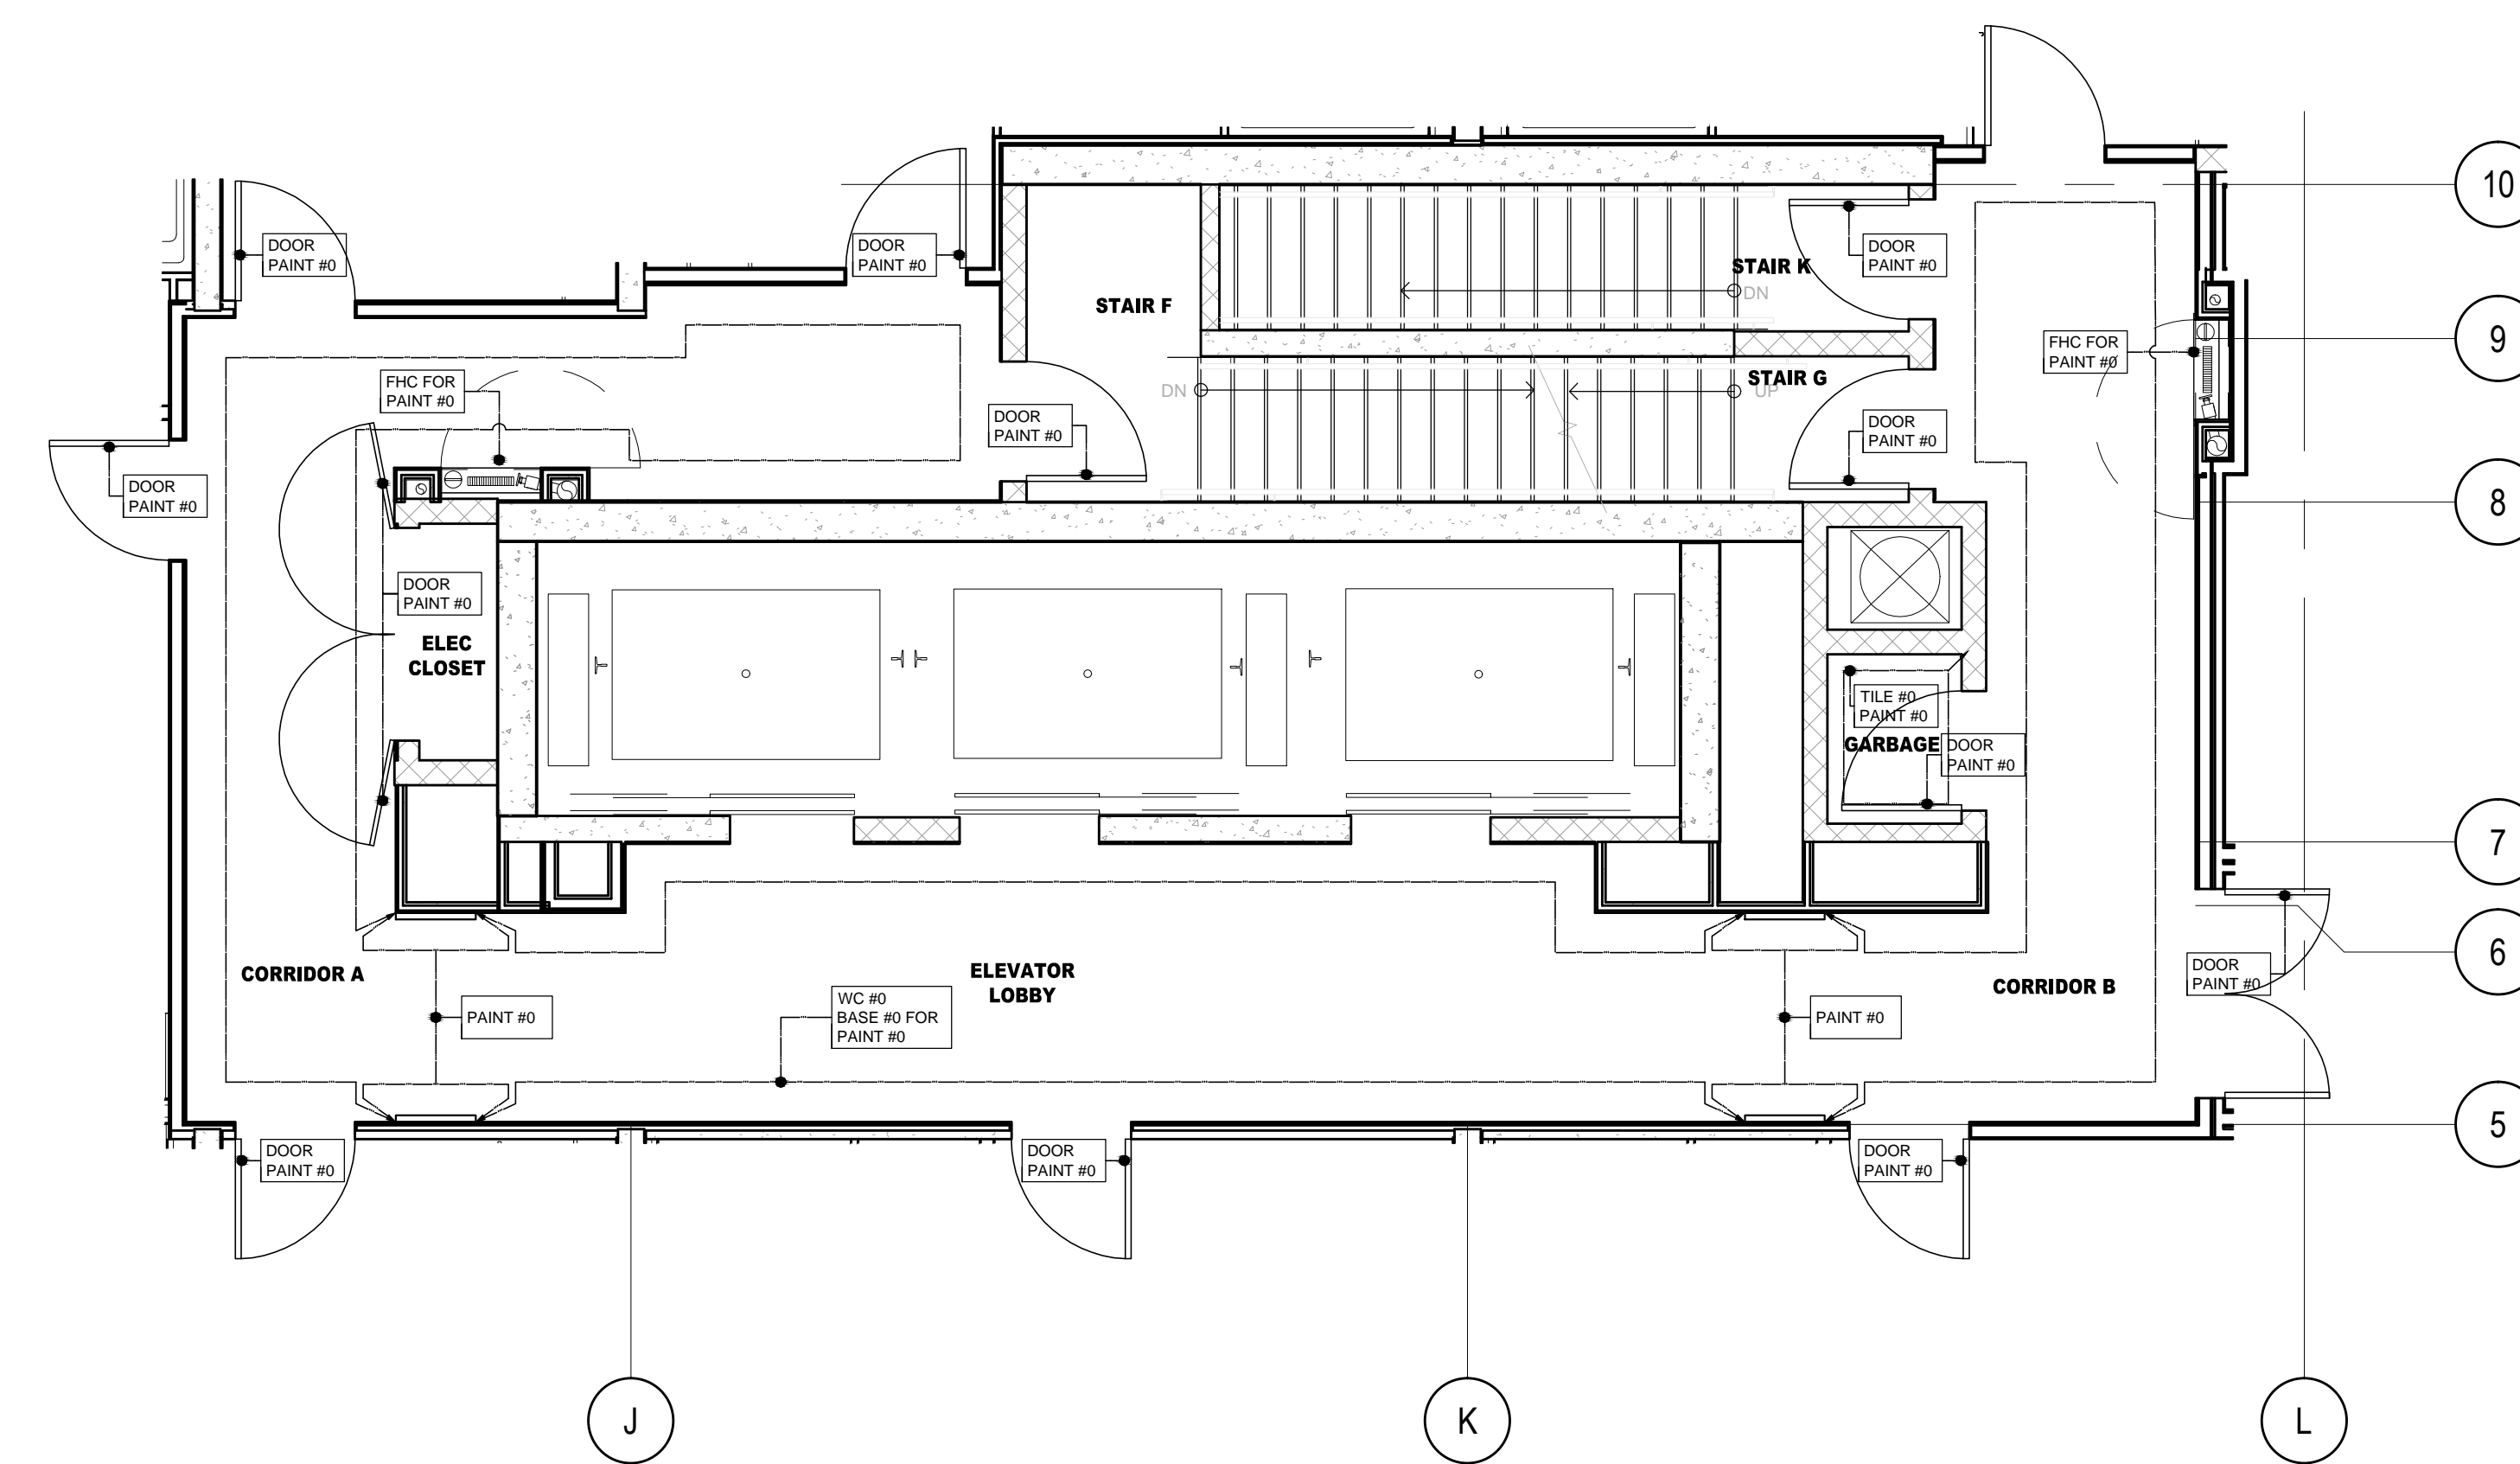 10
DOOR
PAINT #0
DOOR
PAINT #0
DOOR
PAINT #0
STAIR K
DN
STAIR F
FHC FOR
PAINT #0
9
FHC FOR
PAINT #0
STAIR G
DN
UP
DOOR
PAINT #0
DOOR
PAINT #0
DOOR
PAINT #0
8
DOOR
PAINT #0
ELEC
CLOSET
TILE #0
PAINT #0
GARBAGE
DOOR
PAINT #0
7
6
CORRIDOR A
ELEVATOR
LOBBY
CORRIDOR B
DOOR
PAINT #0
PAINT #0
WC #0
BASE #0 FOR
PAINT #0
PAINT #0
5
DOOR
PAINT #0
DOOR
PAINT #0
DOOR
PAINT #0
J
K
L